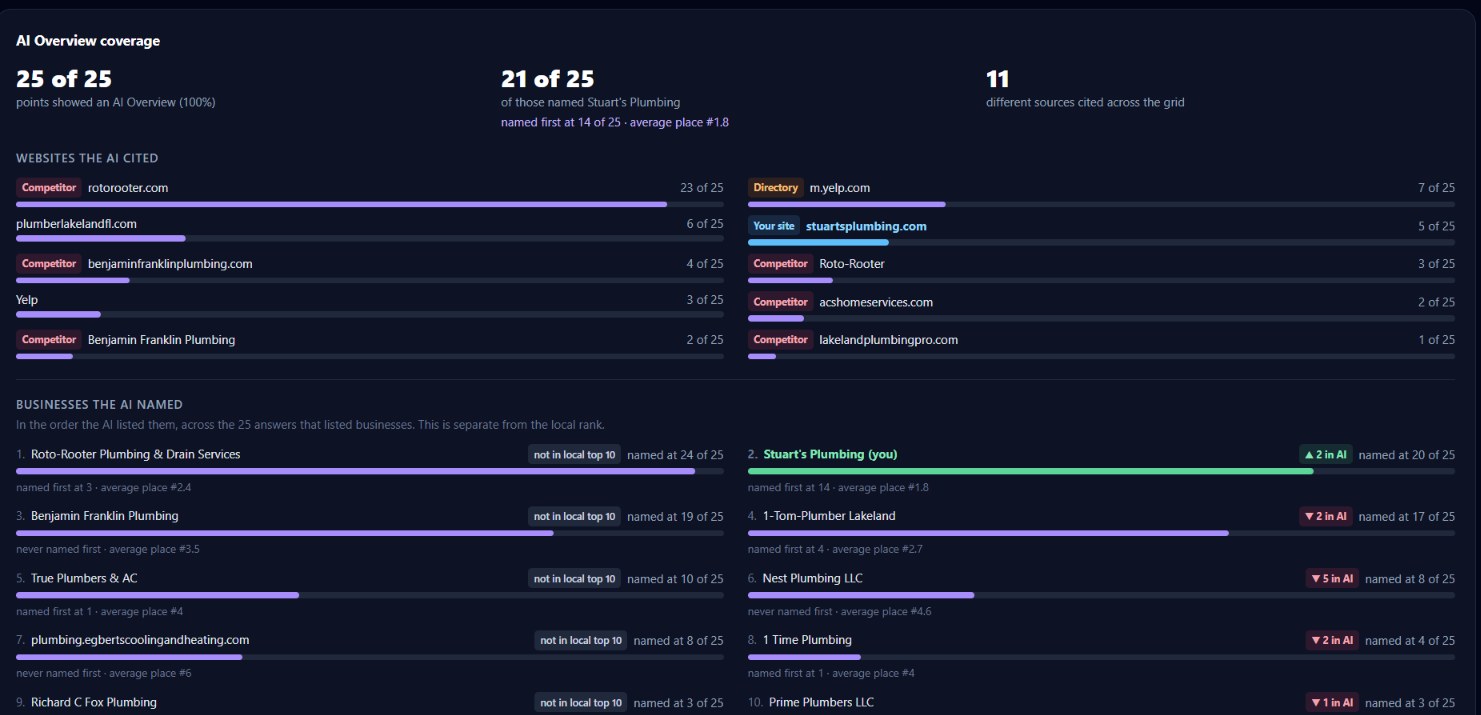 AI Overview coverage
25 of 25
points showed an AI Overview (100%)
21 of 25
of those named Stuart's Plumbing
named first at 14 of 25 · average place #1.8
11
different sources cited across the grid
WEBSITES THE AI CITED
Competitor rotorooter.com 23 of 25
Directory m.yelp.com 7 of 25
plumberlakelandfl.com 6 of 25
Your site stuartsplumbing.com 5 of 25
Competitor benjaminfranklinplumbing.com 4 of 25
Competitor Roto-Rooter 3 of 25
Yelp 3 of 25
Competitor acshomeservices.com 2 of 25
Competitor Benjamin Franklin Plumbing 2 of 25
Competitor lakelandplumbingpro.com 1 of 25
BUSINESSES THE AI NAMED
In the order the AI listed them, across the 25 answers that listed businesses. This is separate from the local rank.
1. Roto-Rooter Plumbing & Drain Services not in local top 10 named at 24 of 25
named first at 3 · average place #2.4
2. Stuart's Plumbing (you) ▲ 2 in AI named at 20 of 25
named first at 14 · average place #1.8
3. Benjamin Franklin Plumbing not in local top 10 named at 19 of 25
never named first · average place #3.5
4. 1-Tom-Plumber Lakeland ▼ 2 in AI named at 17 of 25
named first at 4 · average place #2.7
5. True Plumbers & AC not in local top 10 named at 10 of 25
named first at 1 · average place #4
6. Nest Plumbing LLC ▼ 5 in AI named at 8 of 25
never named first · average place #4.6
7. plumbing.egbertscoolingandheating.com not in local top 10 named at 8 of 25
never named first · average place #6
8. 1 Time Plumbing ▼ 2 in AI named at 4 of 25
named first at 1 · average place #4
9. Richard C Fox Plumbing not in local top 10 named at 3 of 25
10. Prime Plumbers LLC ▼ 1 in AI named at 3 of 25